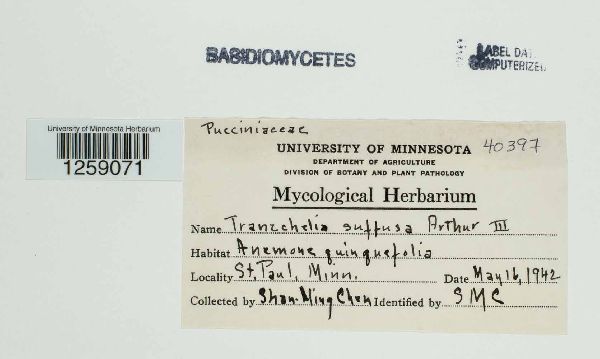 BASIDIOMYCETES
LABEL DATA
COMPUTERIZED
University of Minnesota Herbarium
1259071
Pucciniaceae
UNIVERSITY OF MINNESOTA 40397
DEPARTMENT OF AGRICULTURE
DIVISION OF BOTANY AND PLANT PATHOLOGY
Mycological Herbarium
Name Tranzchelia suffusa Arthur III
Habitat Anemone quinquefolia
Locality St. Paul, Minn. Date May 16, 1942
Collected by Shan-Ming Chen Identified by SMC